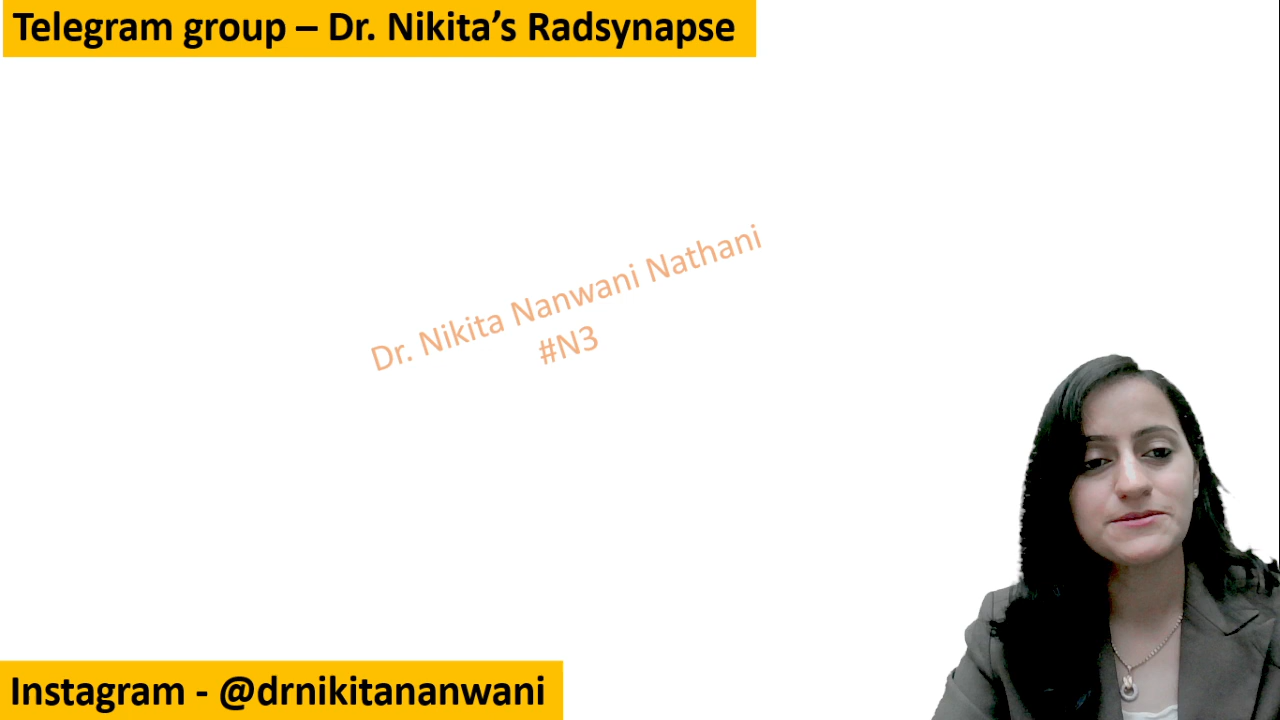 Telegram group – Dr. Nikita’s Radsynapse
Dr. Nikita Nanwani Nathani
#N3
Instagram - @drnikitananwani